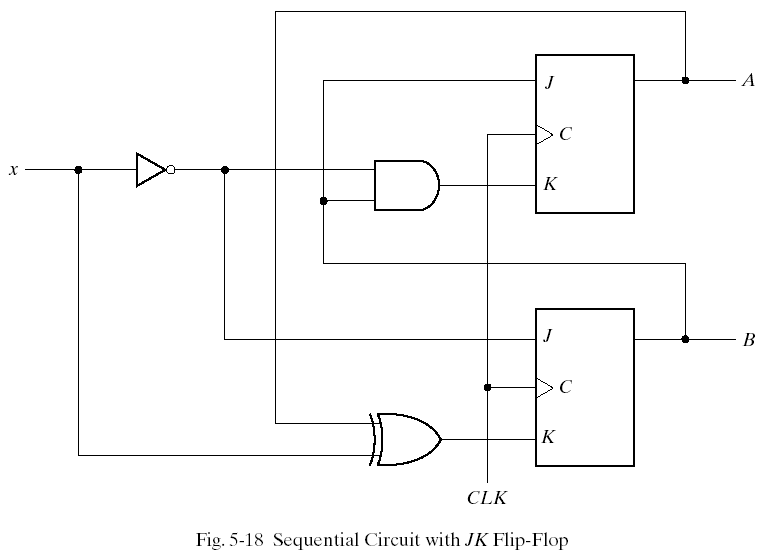 J
A
C
x
K
J
B
C
K
CLK
Fig. 5-18 Sequential Circuit with JK Flip-Flop